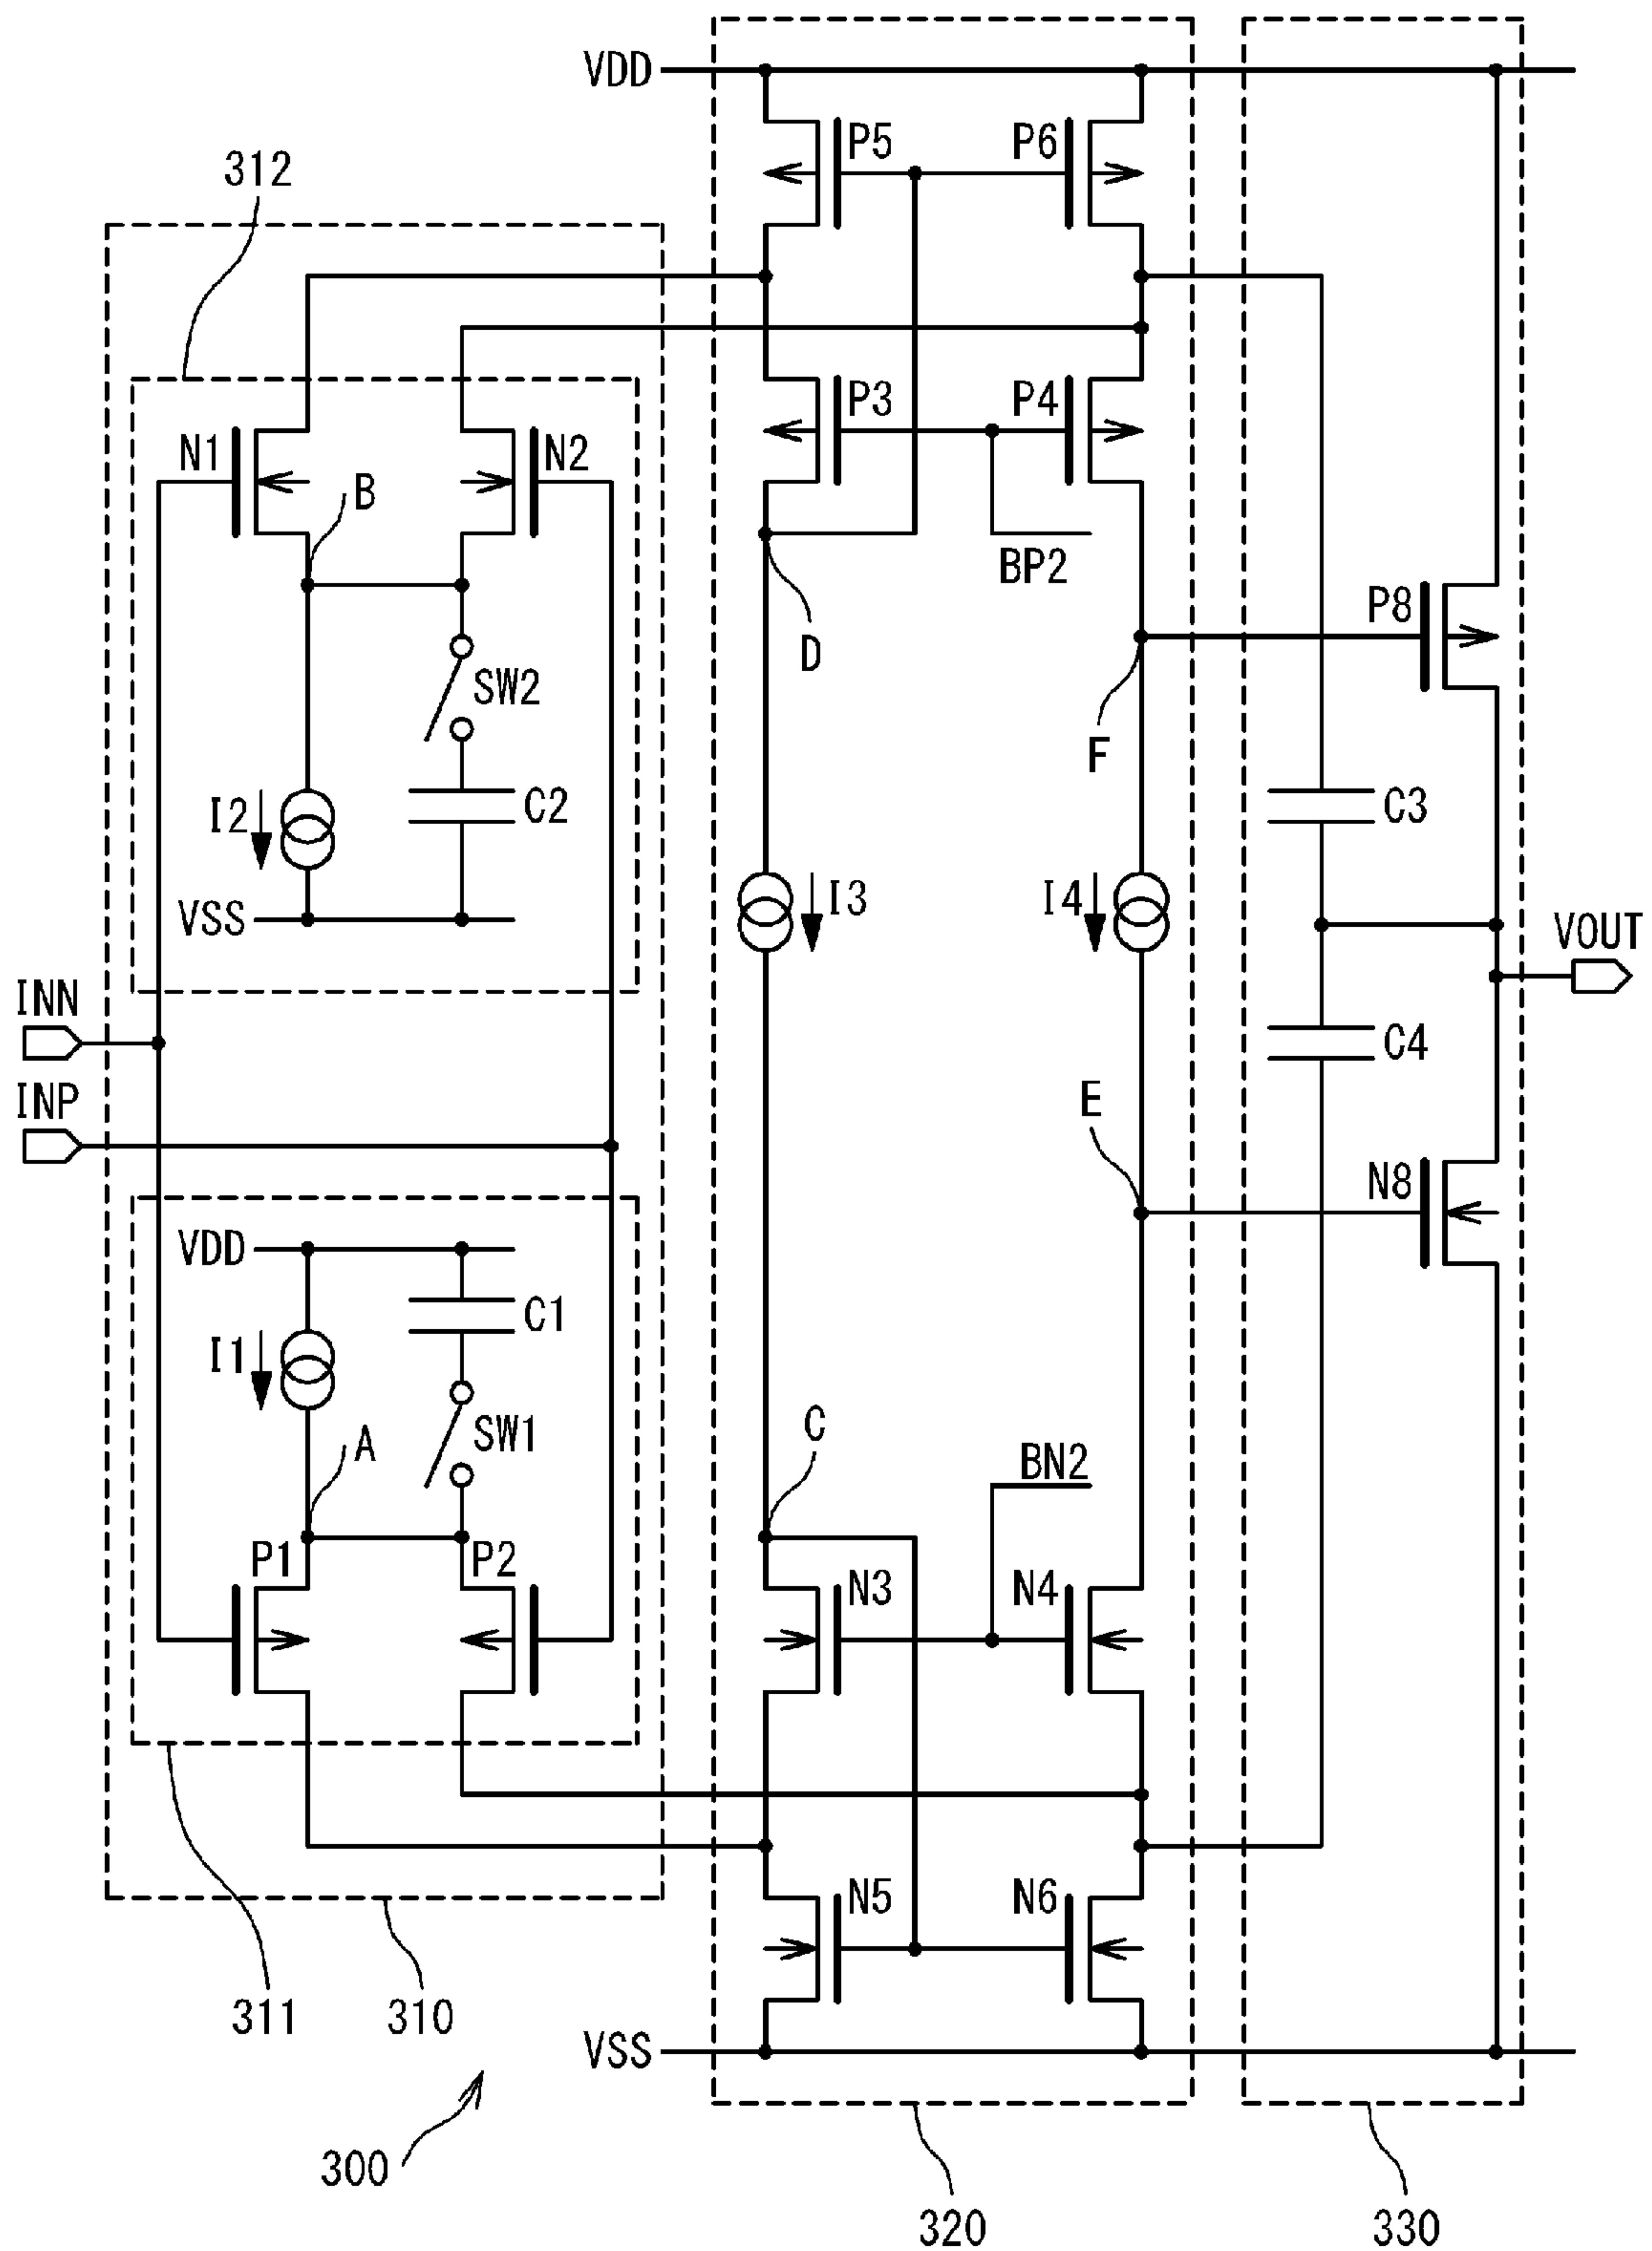 VDD
P5
P6
312
P3
P4
N1
N2
B
BP2
P8
D
SW2
F
I2
C2
C3
I3
I4
VSS
VOUT
INN
C4
INP
E
N8
VDD
C1
I1
C
A
SW1
BN2
P1
P2
N3
N4
N5
N6
311
310
VSS
300
320
330